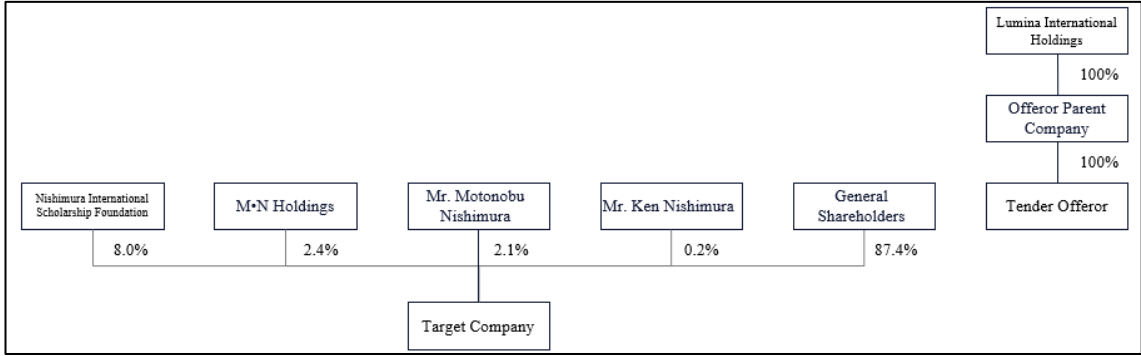 Lumina International
Holdings
100%
Offeror Parent
Company
100%
Nishimura International
Scholarship Foundation
M•N Holdings
Mr. Motonobu
Nishimura
Mr. Ken Nishimura
General
Shareholders
Tender Offeror
8.0%
2.4%
2.1%
0.2%
87.4%
Target Company